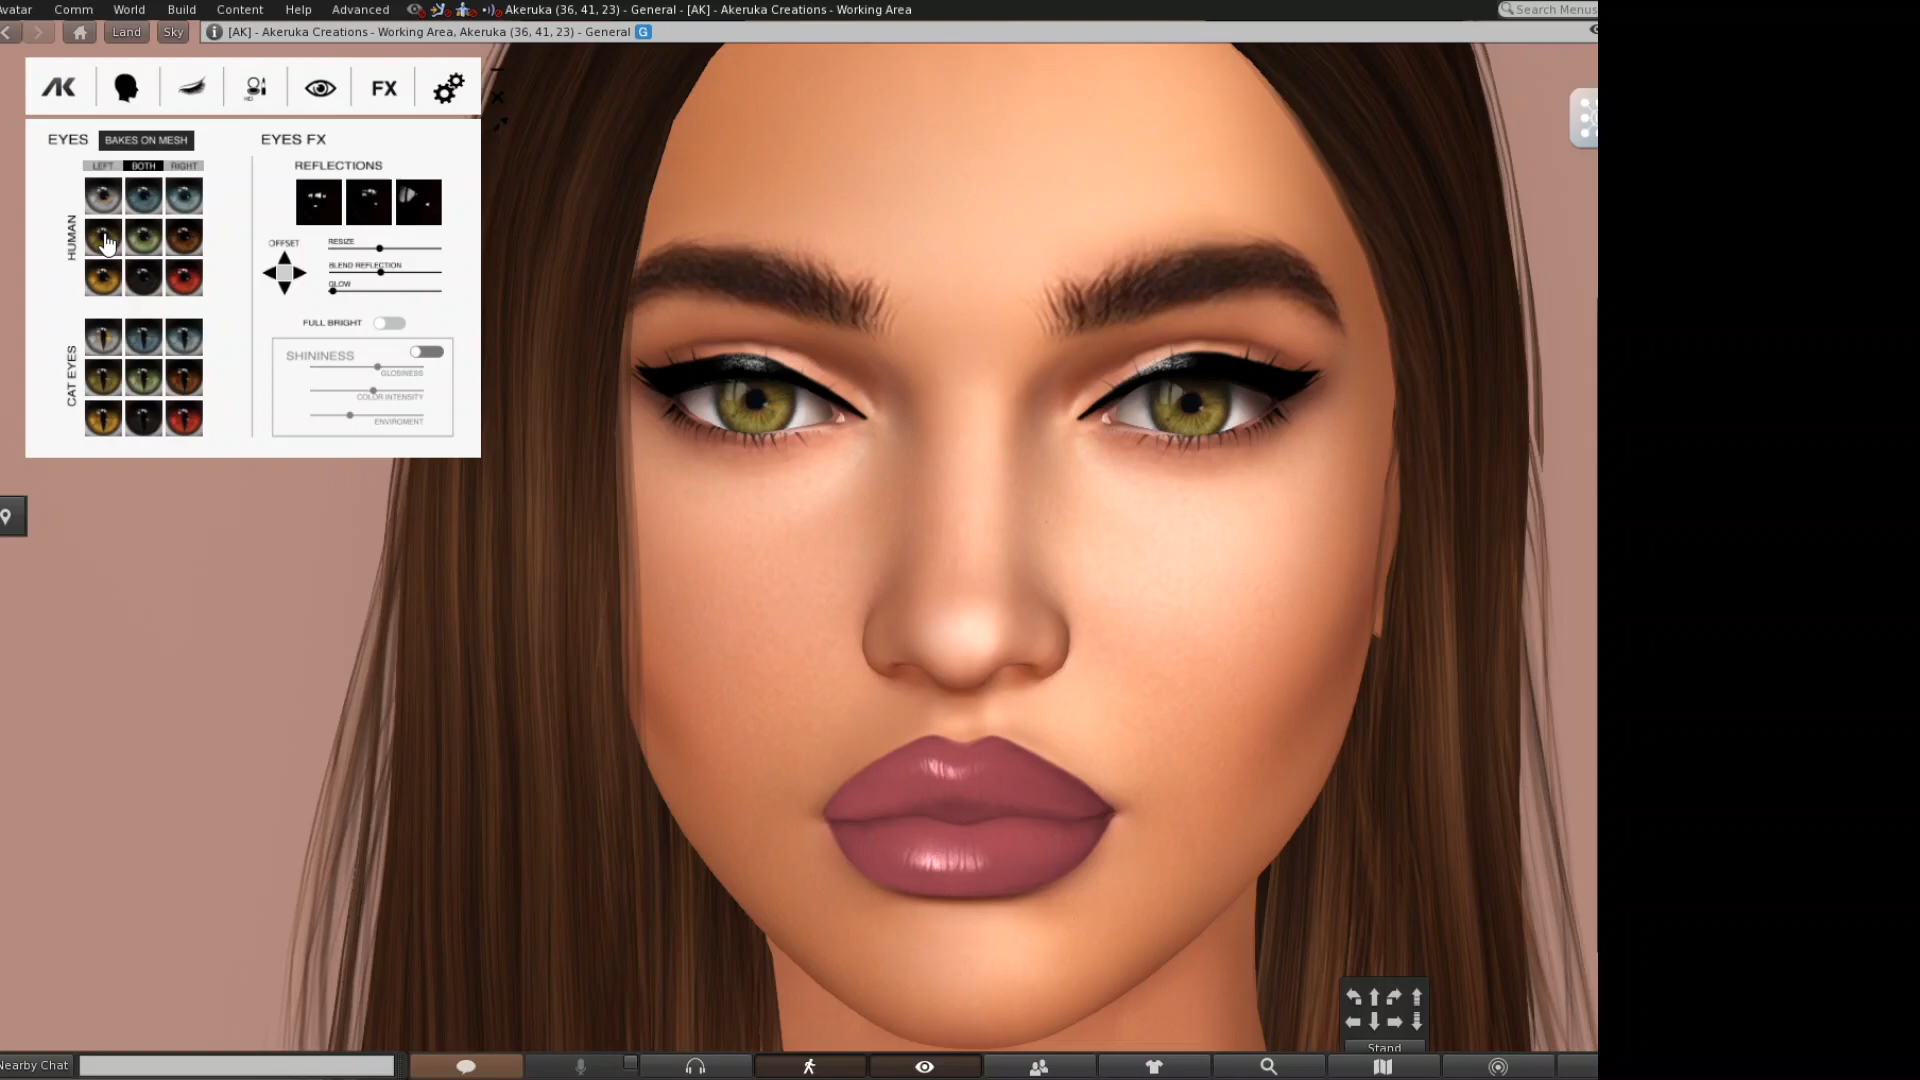 Avatar Comm World Build Content Help Advanced Akeruka (36, 41, 23) - General - [AK] - Akeruka Creations - Working Area Search Menus
Land Sky [AK] - Akeruka Creations - Working Area, Akeruka (36, 41, 23) - General G
AK HD FX
EYES BAKES ON MESH EYES FX
LEFT BOTH RIGHT REFLECTIONS
HUMAN
OFFSET RESIZE
BLEND REFLECTION
GLOW
FULL BRIGHT
CAT EYES
SHININESS
GLOSINESS
COLOR INTENSITY
ENVIROMENT
Stand
Nearby Chat